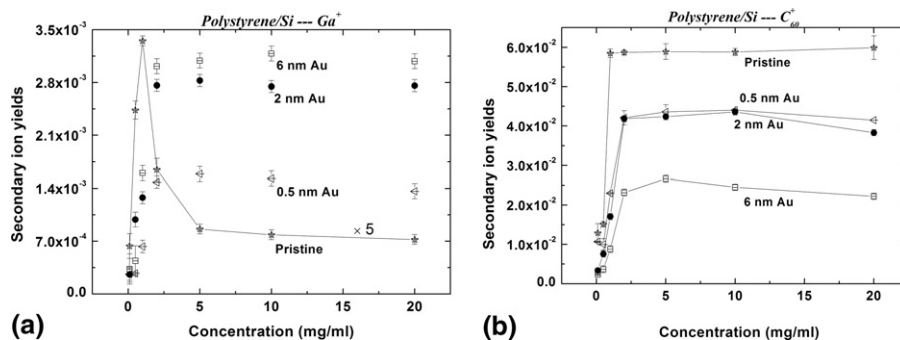 Polystyrene/Si --- Ga⁺
3.5x10⁻³
2.8x10⁻³
2.1x10⁻³
1.4x10⁻³
7.0x10⁻⁴
0.0
Secondary ion yields
6 nm Au
2 nm Au
0.5 nm Au
× 5
Pristine
0 5 10 15 20
Concentration (mg/ml)
(a)
Polystyrene/Si --- C₆₀⁺
6.0x10⁻²
5.0x10⁻²
4.0x10⁻²
3.0x10⁻²
2.0x10⁻²
1.0x10⁻²
0.0
Secondary ion yields
Pristine
0.5 nm Au
2 nm Au
6 nm Au
0 5 10 15 20
Concentration (mg/ml)
(b)